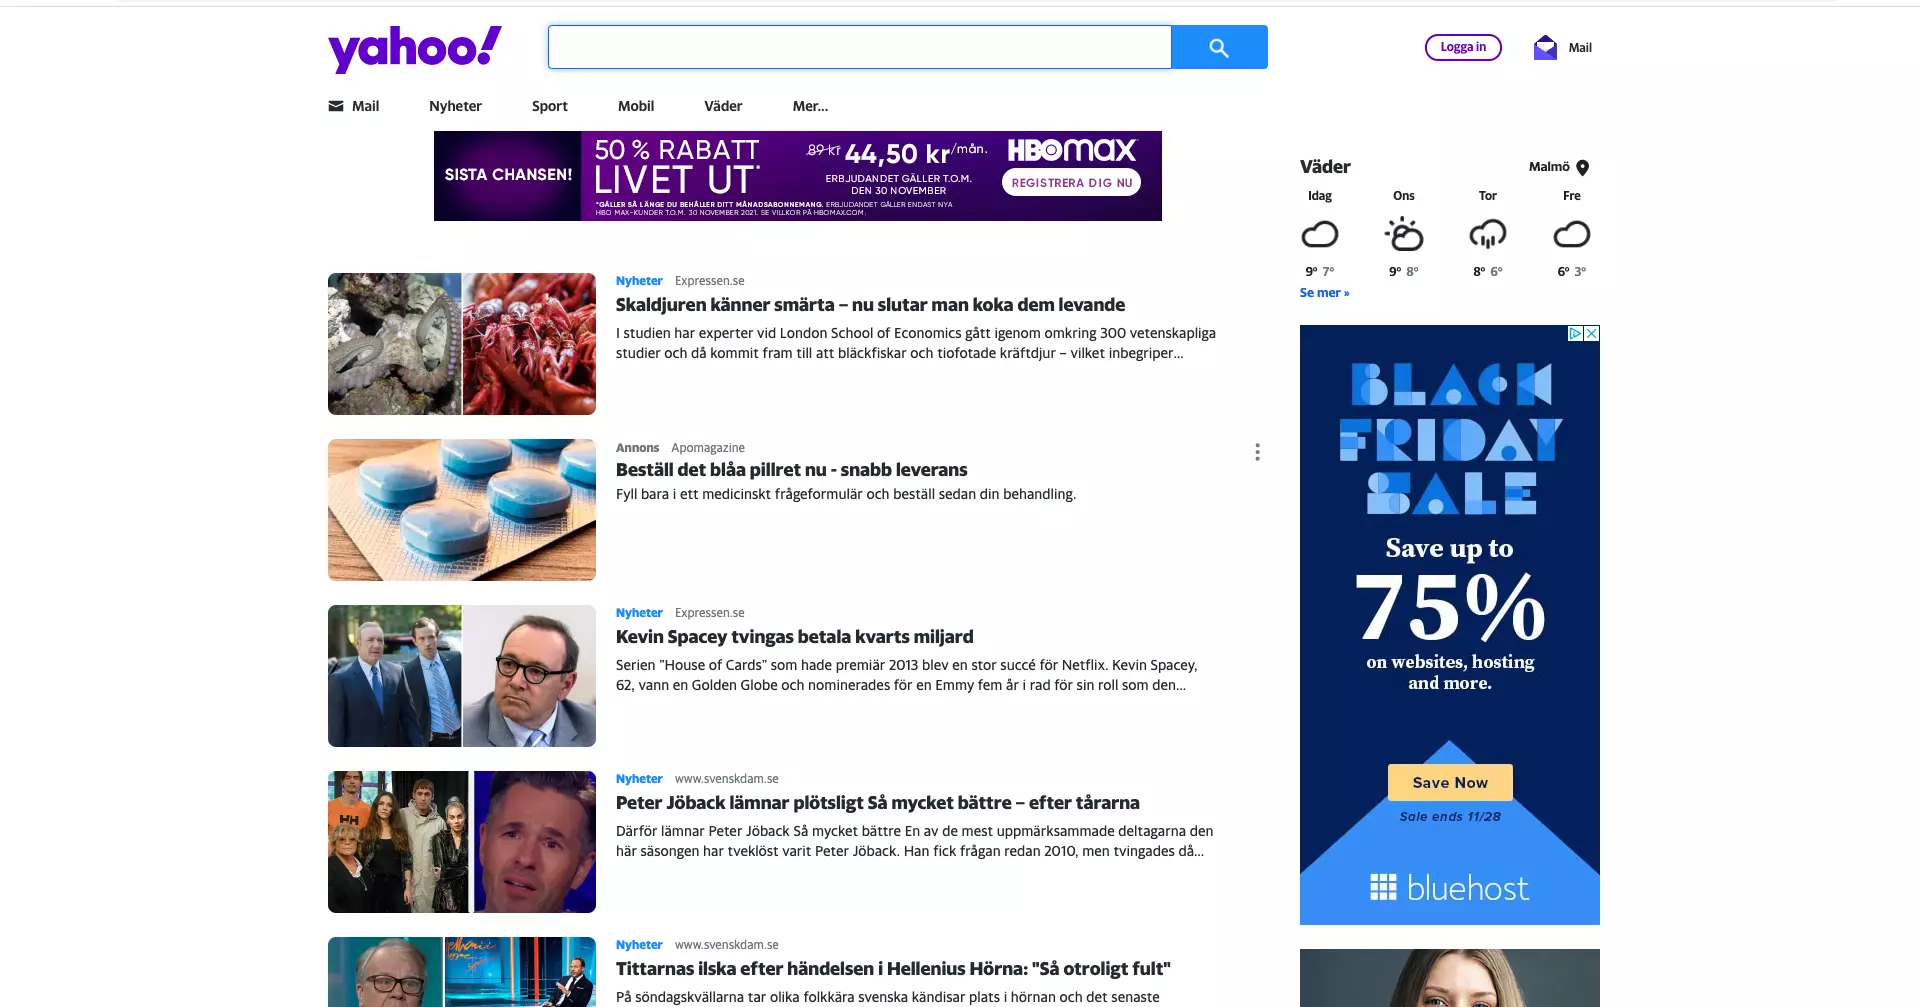 yahoo!
Logga in
Mail
Mail
Nyheter
Sport
Mobil
Väder
Mer...
SISTA CHANSEN!
50 % RABATT
LIVET UT*
*GÄLLER SÅ LÄNGE DU BEHÅLLER DITT MÅNADSABONNEMANG. ERBJUDANDET GÄLLER ENDAST NYA
HBO MAX-KUNDER T.O.M. 30 NOVEMBER 2021. SE VILLKOR PÅ HBOMAX.COM.
89 kr 44,50 kr/mån.
ERBJUDANDET GÄLLER T.O.M.
DEN 30 NOVEMBER
HBOMAX
REGISTRERA DIG NU
Nyheter Expressen.se
Skaldjuren känner smärta – nu slutar man koka dem levande
I studien har experter vid London School of Economics gått igenom omkring 300 vetenskapliga
studier och då kommit fram till att bläckfiskar och tiofotade kräftdjur – vilket inbegriper...
Annons Apomagazine
Beställ det blåa pillret nu - snabb leverans
Fyll bara i ett medicinskt frågeformulär och beställ sedan din behandling.
Nyheter Expressen.se
Kevin Spacey tvingas betala kvarts miljard
Serien ”House of Cards” som hade premiär 2013 blev en stor succé för Netflix. Kevin Spacey,
62, vann en Golden Globe och nominerades för en Emmy fem år i rad för sin roll som den...
Nyheter www.svenskdam.se
Peter Jöback lämnar plötsligt Så mycket bättre – efter tårarna
Därför lämnar Peter Jöback Så mycket bättre En av de mest uppmärksammade deltagarna den
här säsongen har tveklöst varit Peter Jöback. Han fick frågan redan 2010, men tvingades då...
Nyheter www.svenskdam.se
Tittarnas ilska efter händelsen i Hellenius Hörna: "Så otroligt fult"
På söndagskvällarna tar olika folkkära svenska kändisar plats i hörnan och det senaste
Väder
Malmö
Idag Ons Tor Fre
9° 7° 9° 8° 8° 6° 6° 3°
Se mer »
BLACK
FRIDAY
SALE
Save up to
75%
on websites, hosting
and more.
Save Now
Sale ends 11/28
bluehost